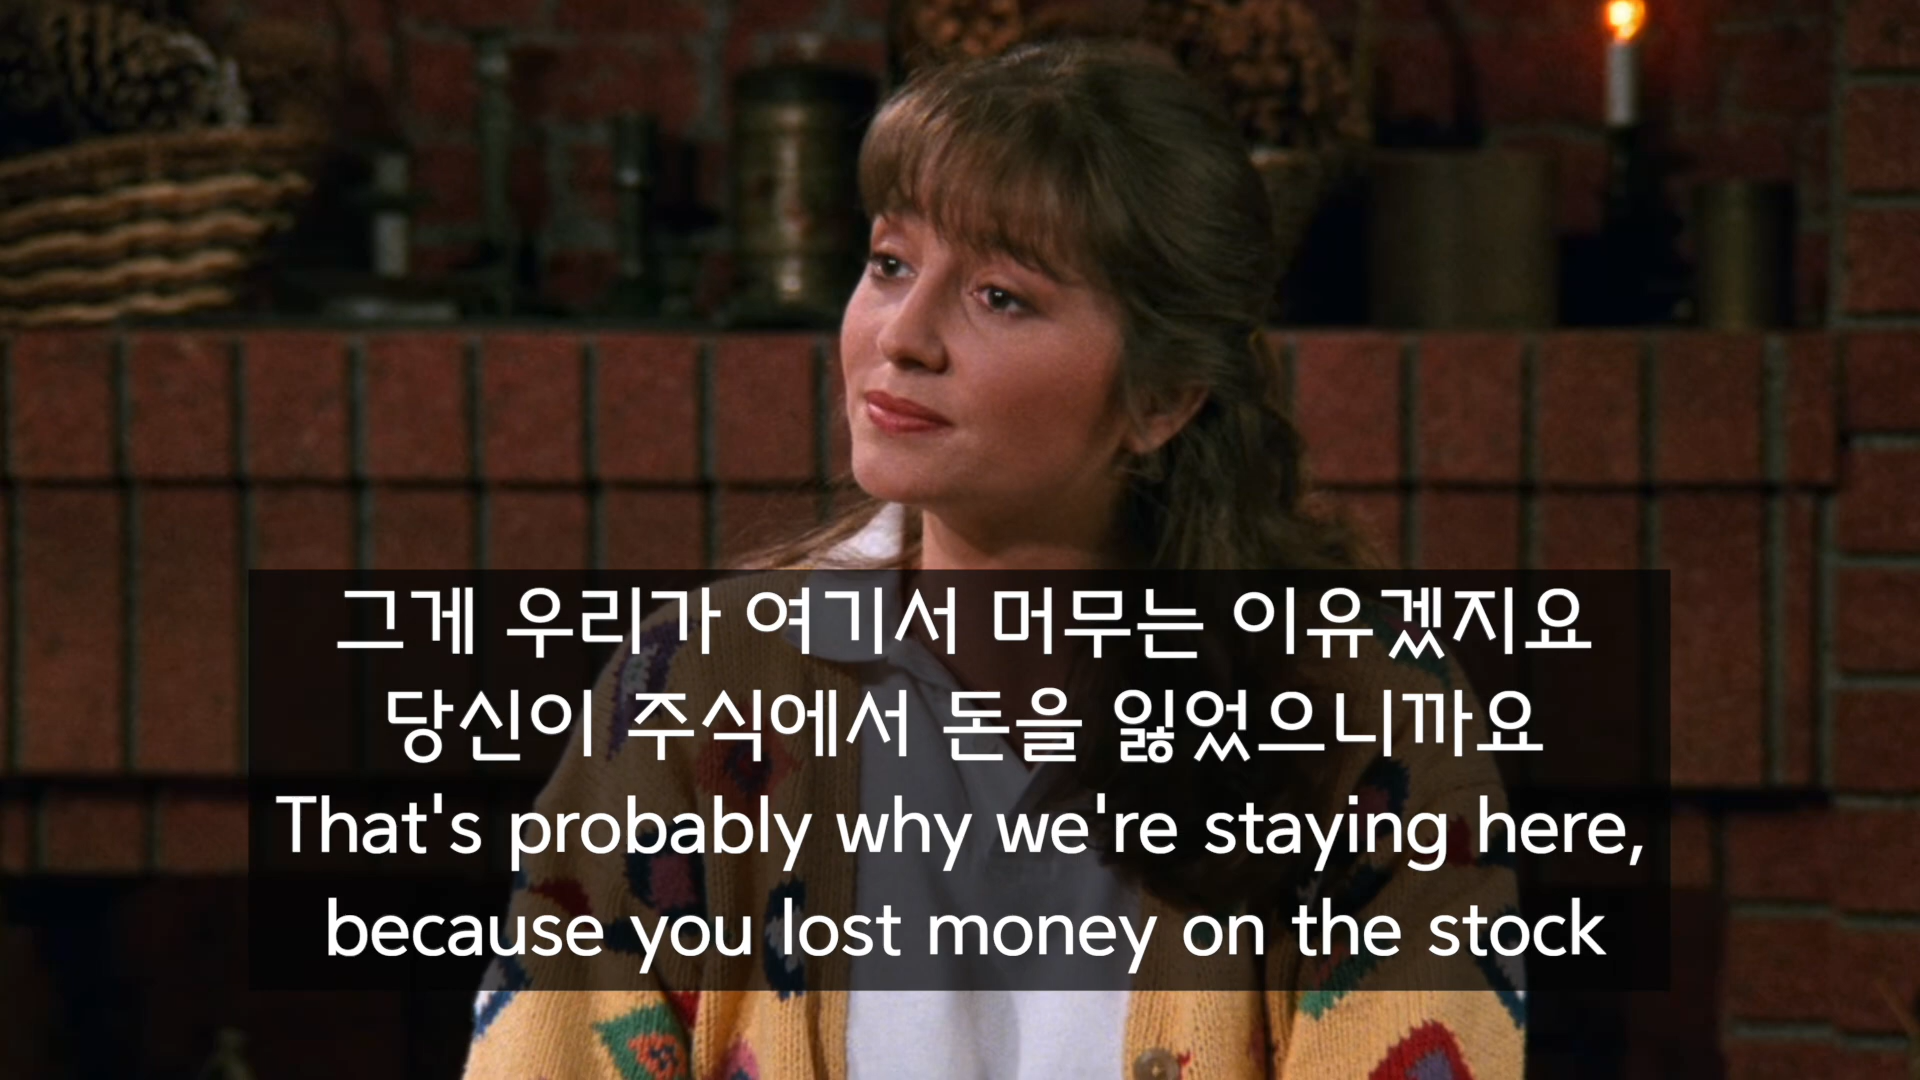 그게 우리가 여기서 머무는 이유겠지요
당신이 주식에서 돈을 잃었으니까요
That's probably why we're staying here,
because you lost money on the stock